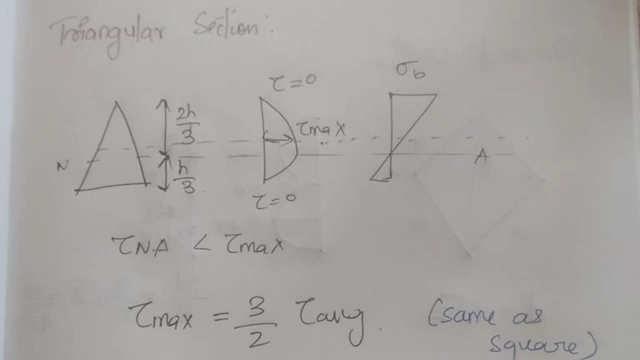 Triangular Section:
τ=0
σb
2h/3
τmax
N
h/3
A
τ=0
τN.A < τmax
τmax = 3/2 τavg. (same as
square)